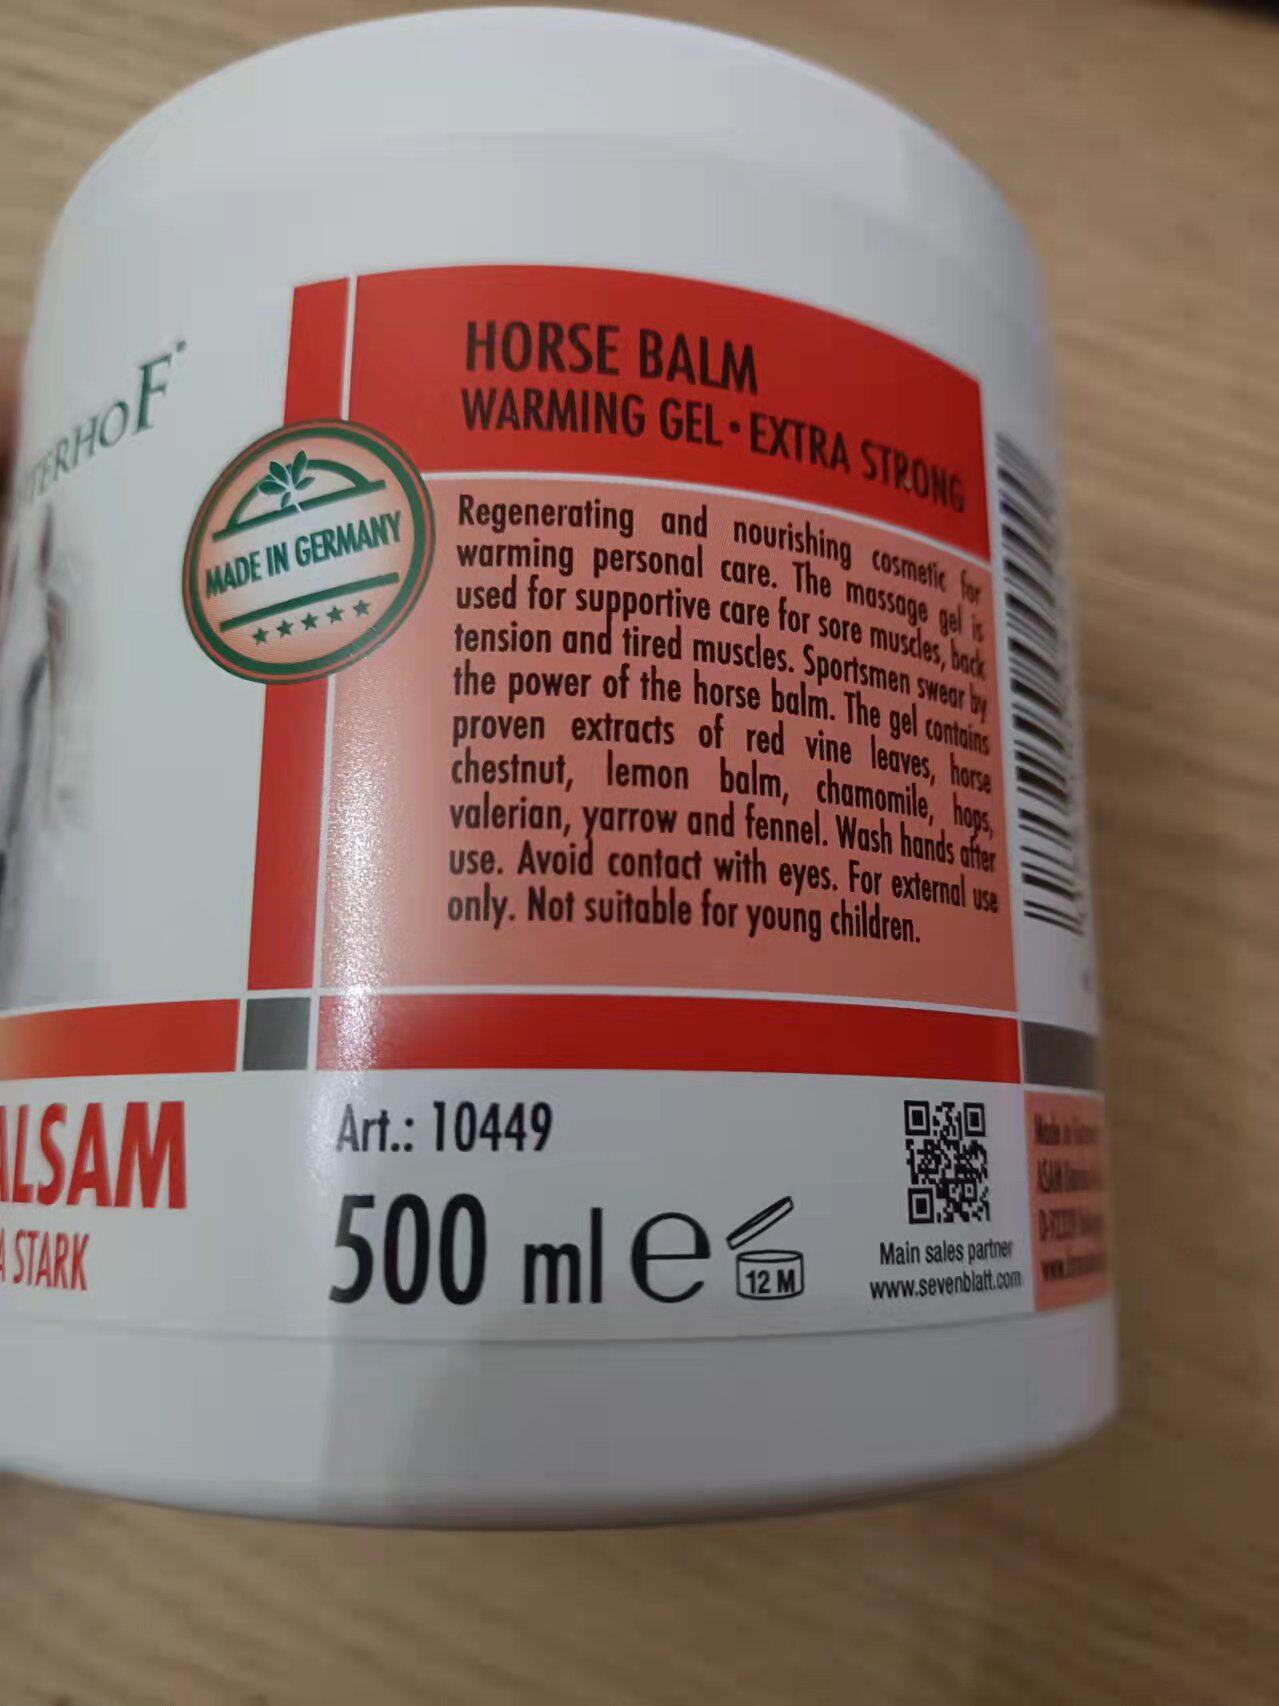 HORSE BALM
WARMING GEL • EXTRA STRONG
MADE IN GERMANY
Regenerating and nourishing cosmetic for
warming personal care. The massage gel is
used for supportive care for sore muscles, back
tension and tired muscles. Sportsmen swear by
the power of the horse balm. The gel contains
proven extracts of red vine leaves, horse
chestnut, lemon balm, chamomile, hops,
valerian, yarrow and fennel. Wash hands after
use. Avoid contact with eyes. For external use
only. Not suitable for young children.
TERHOF®
ALSAM
A STARK
Art.: 10449
500 ml e
12 M
Main sales partner
www.sevenblatt.com
Made in
ASAM